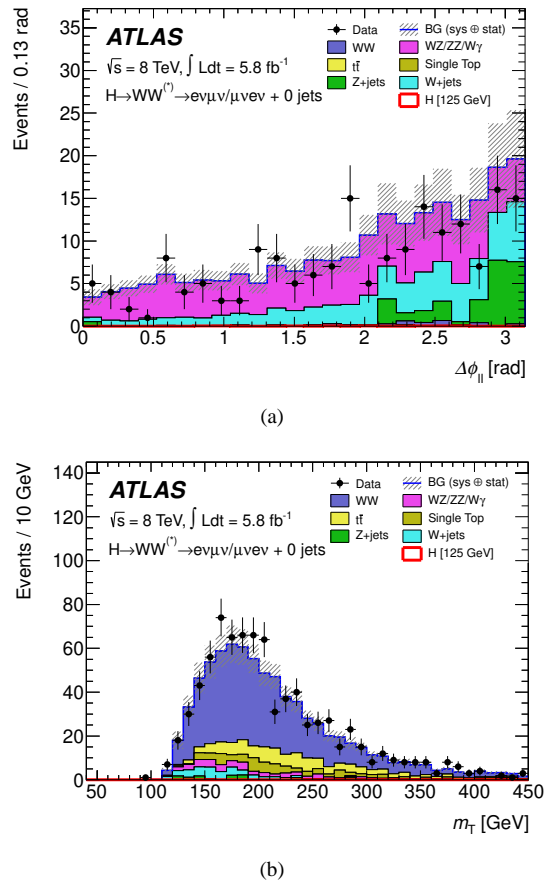 Events / 0.13 rad
35
30
25
20
15
10
5
0
ATLAS
√s = 8 TeV, ∫ Ldt = 5.8 fb⁻¹
H→WW⁽*⁾→eνμν/μνeν + 0 jets
Data
BG (sys ⊕ stat)
WW
WZ/ZZ/Wγ
tt̄
Single Top
Z+jets
W+jets
H [125 GeV]
0 0.5 1 1.5 2 2.5 3
Δϕ_ll [rad]
(a)
Events / 10 GeV
140
120
100
80
60
40
20
0
ATLAS
√s = 8 TeV, ∫ Ldt = 5.8 fb⁻¹
H→WW⁽*⁾→eνμν/μνeν + 0 jets
Data
BG (sys ⊕ stat)
WW
WZ/ZZ/Wγ
tt̄
Single Top
Z+jets
W+jets
H [125 GeV]
50 100 150 200 250 300 350 400 450
m_T [GeV]
(b)